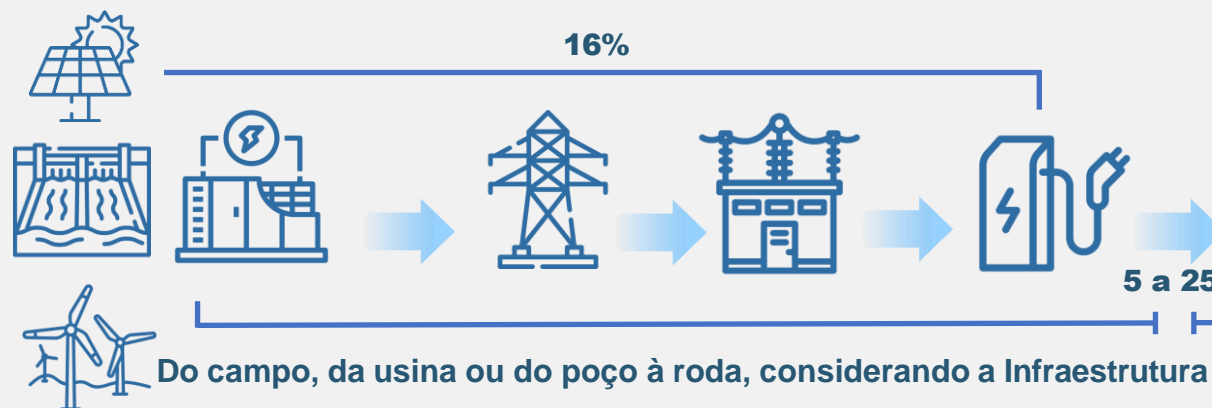 16%
5 a 25
Do campo, da usina ou do poço à roda, considerando a Infraestrutura